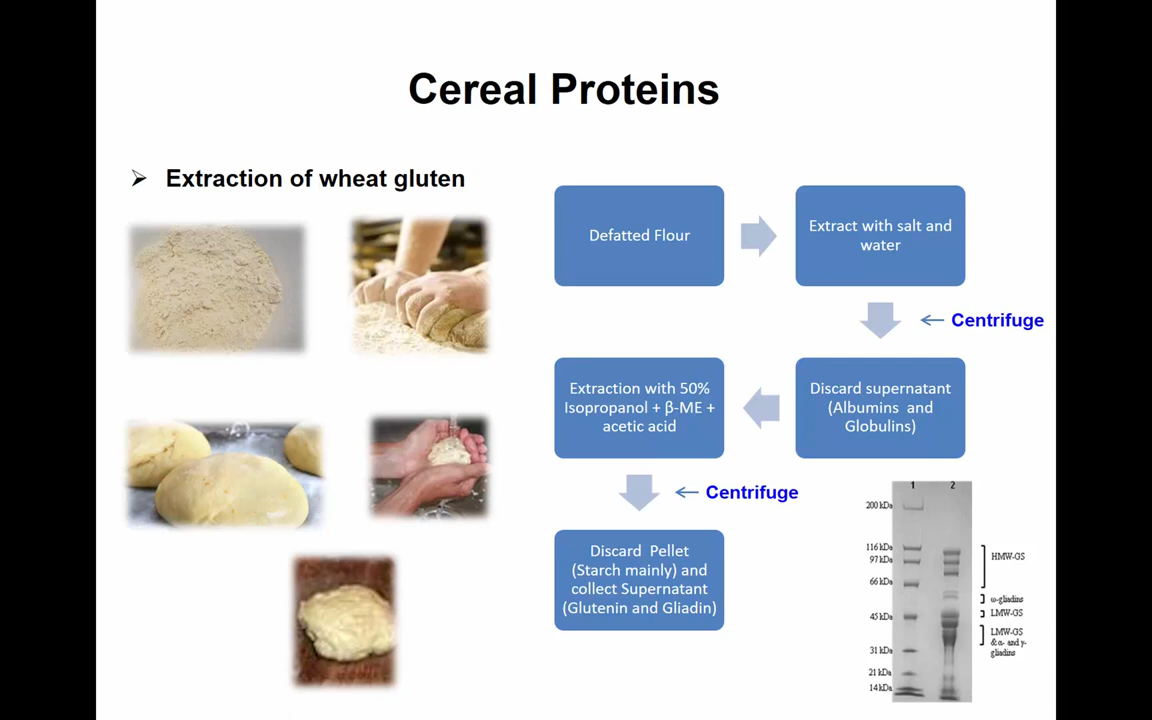 Cereal Proteins
Extraction of wheat gluten
Defatted Flour
Extract with salt and
water
Centrifuge
Discard supernatant
(Albumins and
Globulins)
Extraction with 50%
Isopropanol + β-ME +
acetic acid
Centrifuge
Discard Pellet
(Starch mainly) and
collect Supernatant
(Glutenin and Gliadin)
1 2
200 kDa
116 kDa
97 kDa
66 kDa
45 kDa
31 kDa
21 kDa
14 kDa
HMW-GS
ω-gliadins
LMW-GS
LMW-GS
& α- and γ-
gliadins